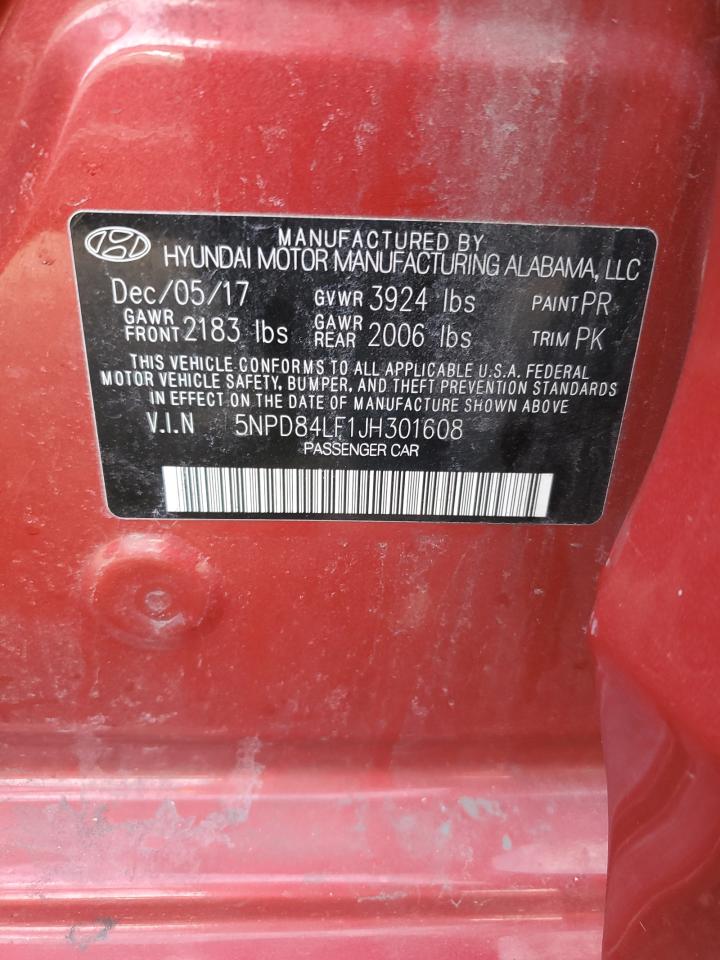 MANUFACTURED BY
HYUNDAI MOTOR MANUFACTURING ALABAMA, LLC
Dec/05/17 GVWR 3924 lbs PAINT PR
GAWR FRONT 2183 lbs GAWR REAR 2006 lbs TRIM PK
THIS VEHICLE CONFORMS TO ALL APPLICABLE U.S.A. FEDERAL
MOTOR VEHICLE SAFETY, BUMPER, AND THEFT PREVENTION STANDARDS
IN EFFECT ON THE DATE OF MANUFACTURE SHOWN ABOVE
V.I.N 5NPD84LF1JH301608
PASSENGER CAR